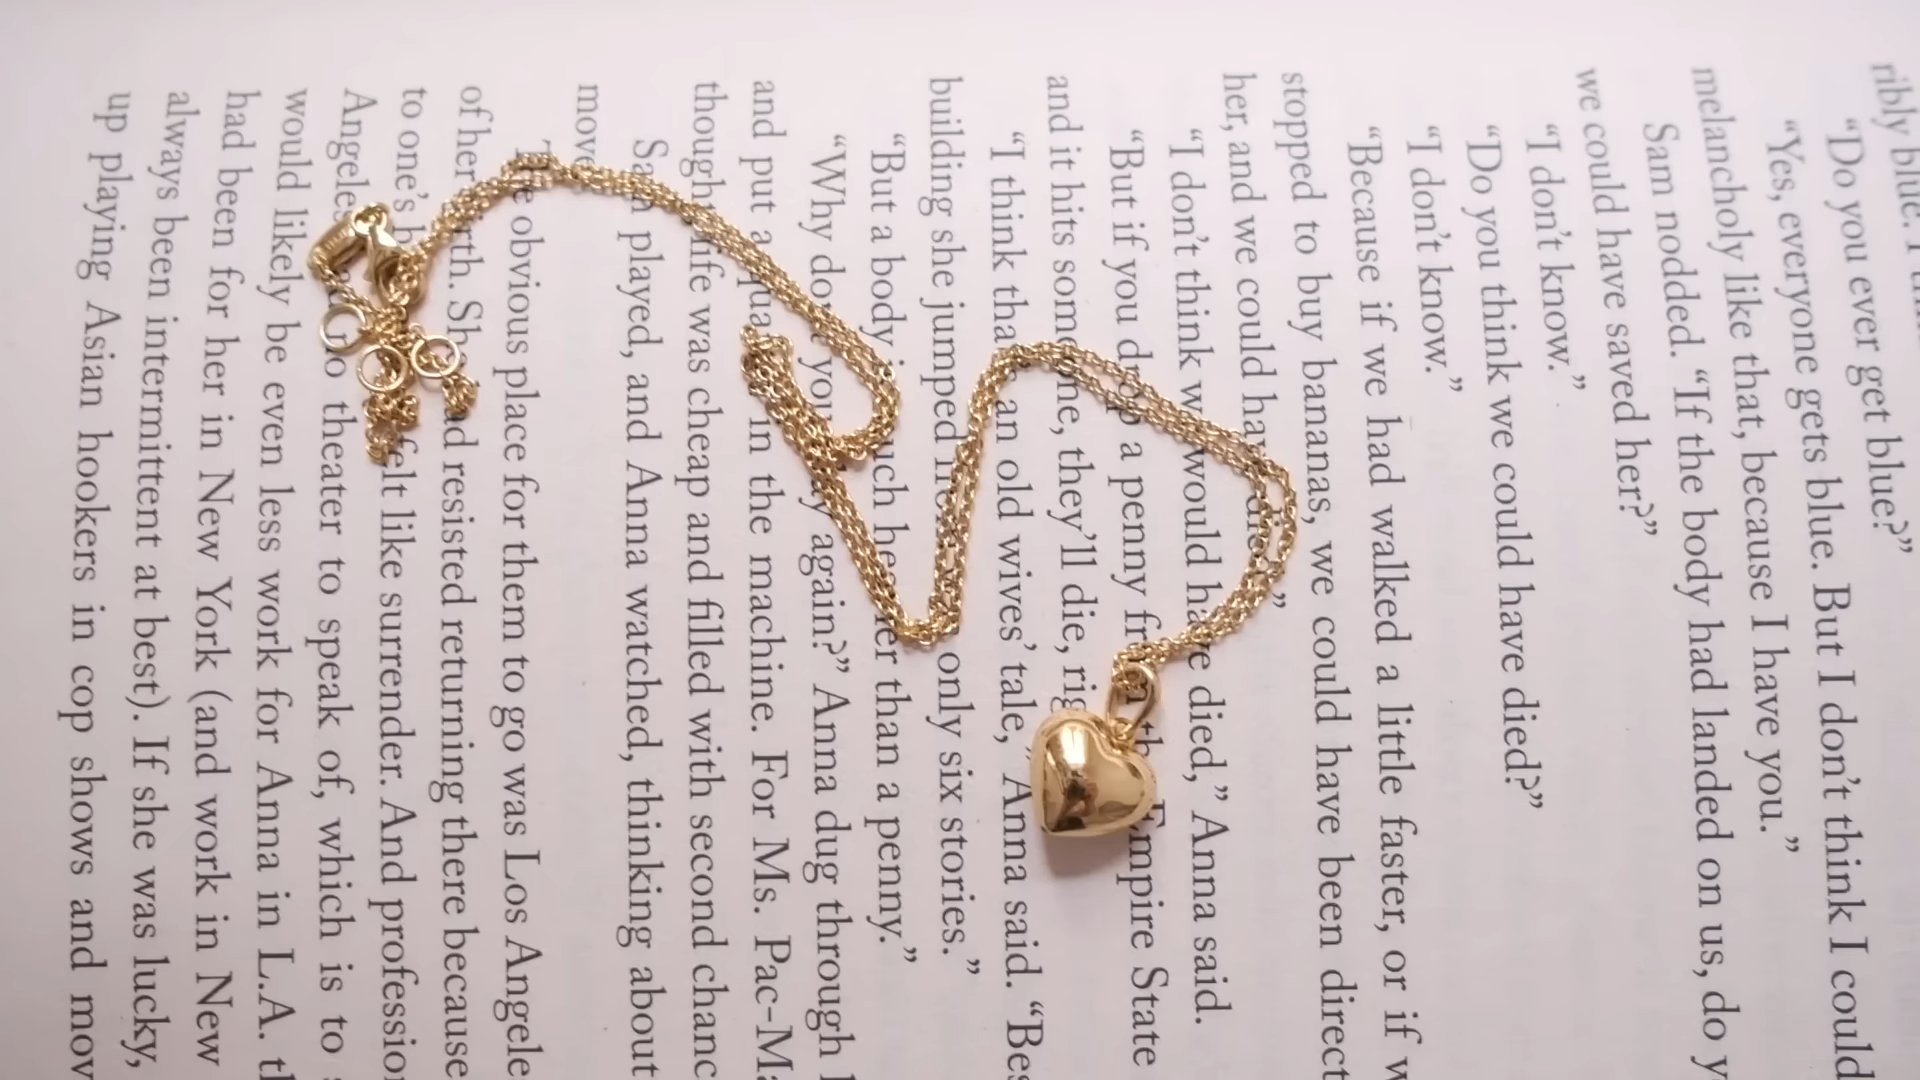 ribly blue. I
“Do you ever get blue?”
“Yes, everyone gets blue. But I don’t think I could
melancholy like that, because I have you.”
Sam nodded. “If the body had landed on us, do y
we could have saved her?”
“I don’t know.”
“Do you think we could have died?”
“I don’t know.”
“Because if we had walked a little faster, or if w
stopped to buy bananas, we could have been direct
her, and we could have died?”
“I don’t think we would have died,” Anna said.
“But if you drop a penny from the Empire State
and it hits someone, they’ll die, rig
“I think that’s an old wives’ tale,” Anna said. “Bes
building she jumped from was only six stories.”
“But a body is much heavier than a penny.”
“Why don’t you play again?” Anna dug through h
and put a quarter in the machine. For Ms. Pac-Ma
thought, life was cheap and filled with second chanc
Sam played, and Anna watched, thinking about
move
The obvious place for them to go was Los Angele
of her birth. She had resisted returning there because
to one’s felt like surrender. And profession
Angeles no theater to speak of, which is to
would likely be even less work for Anna in L.A. th
had been for her in New York (and work in New
always been intermittent at best). If she was lucky,
up playing Asian hookers in cop shows and mov